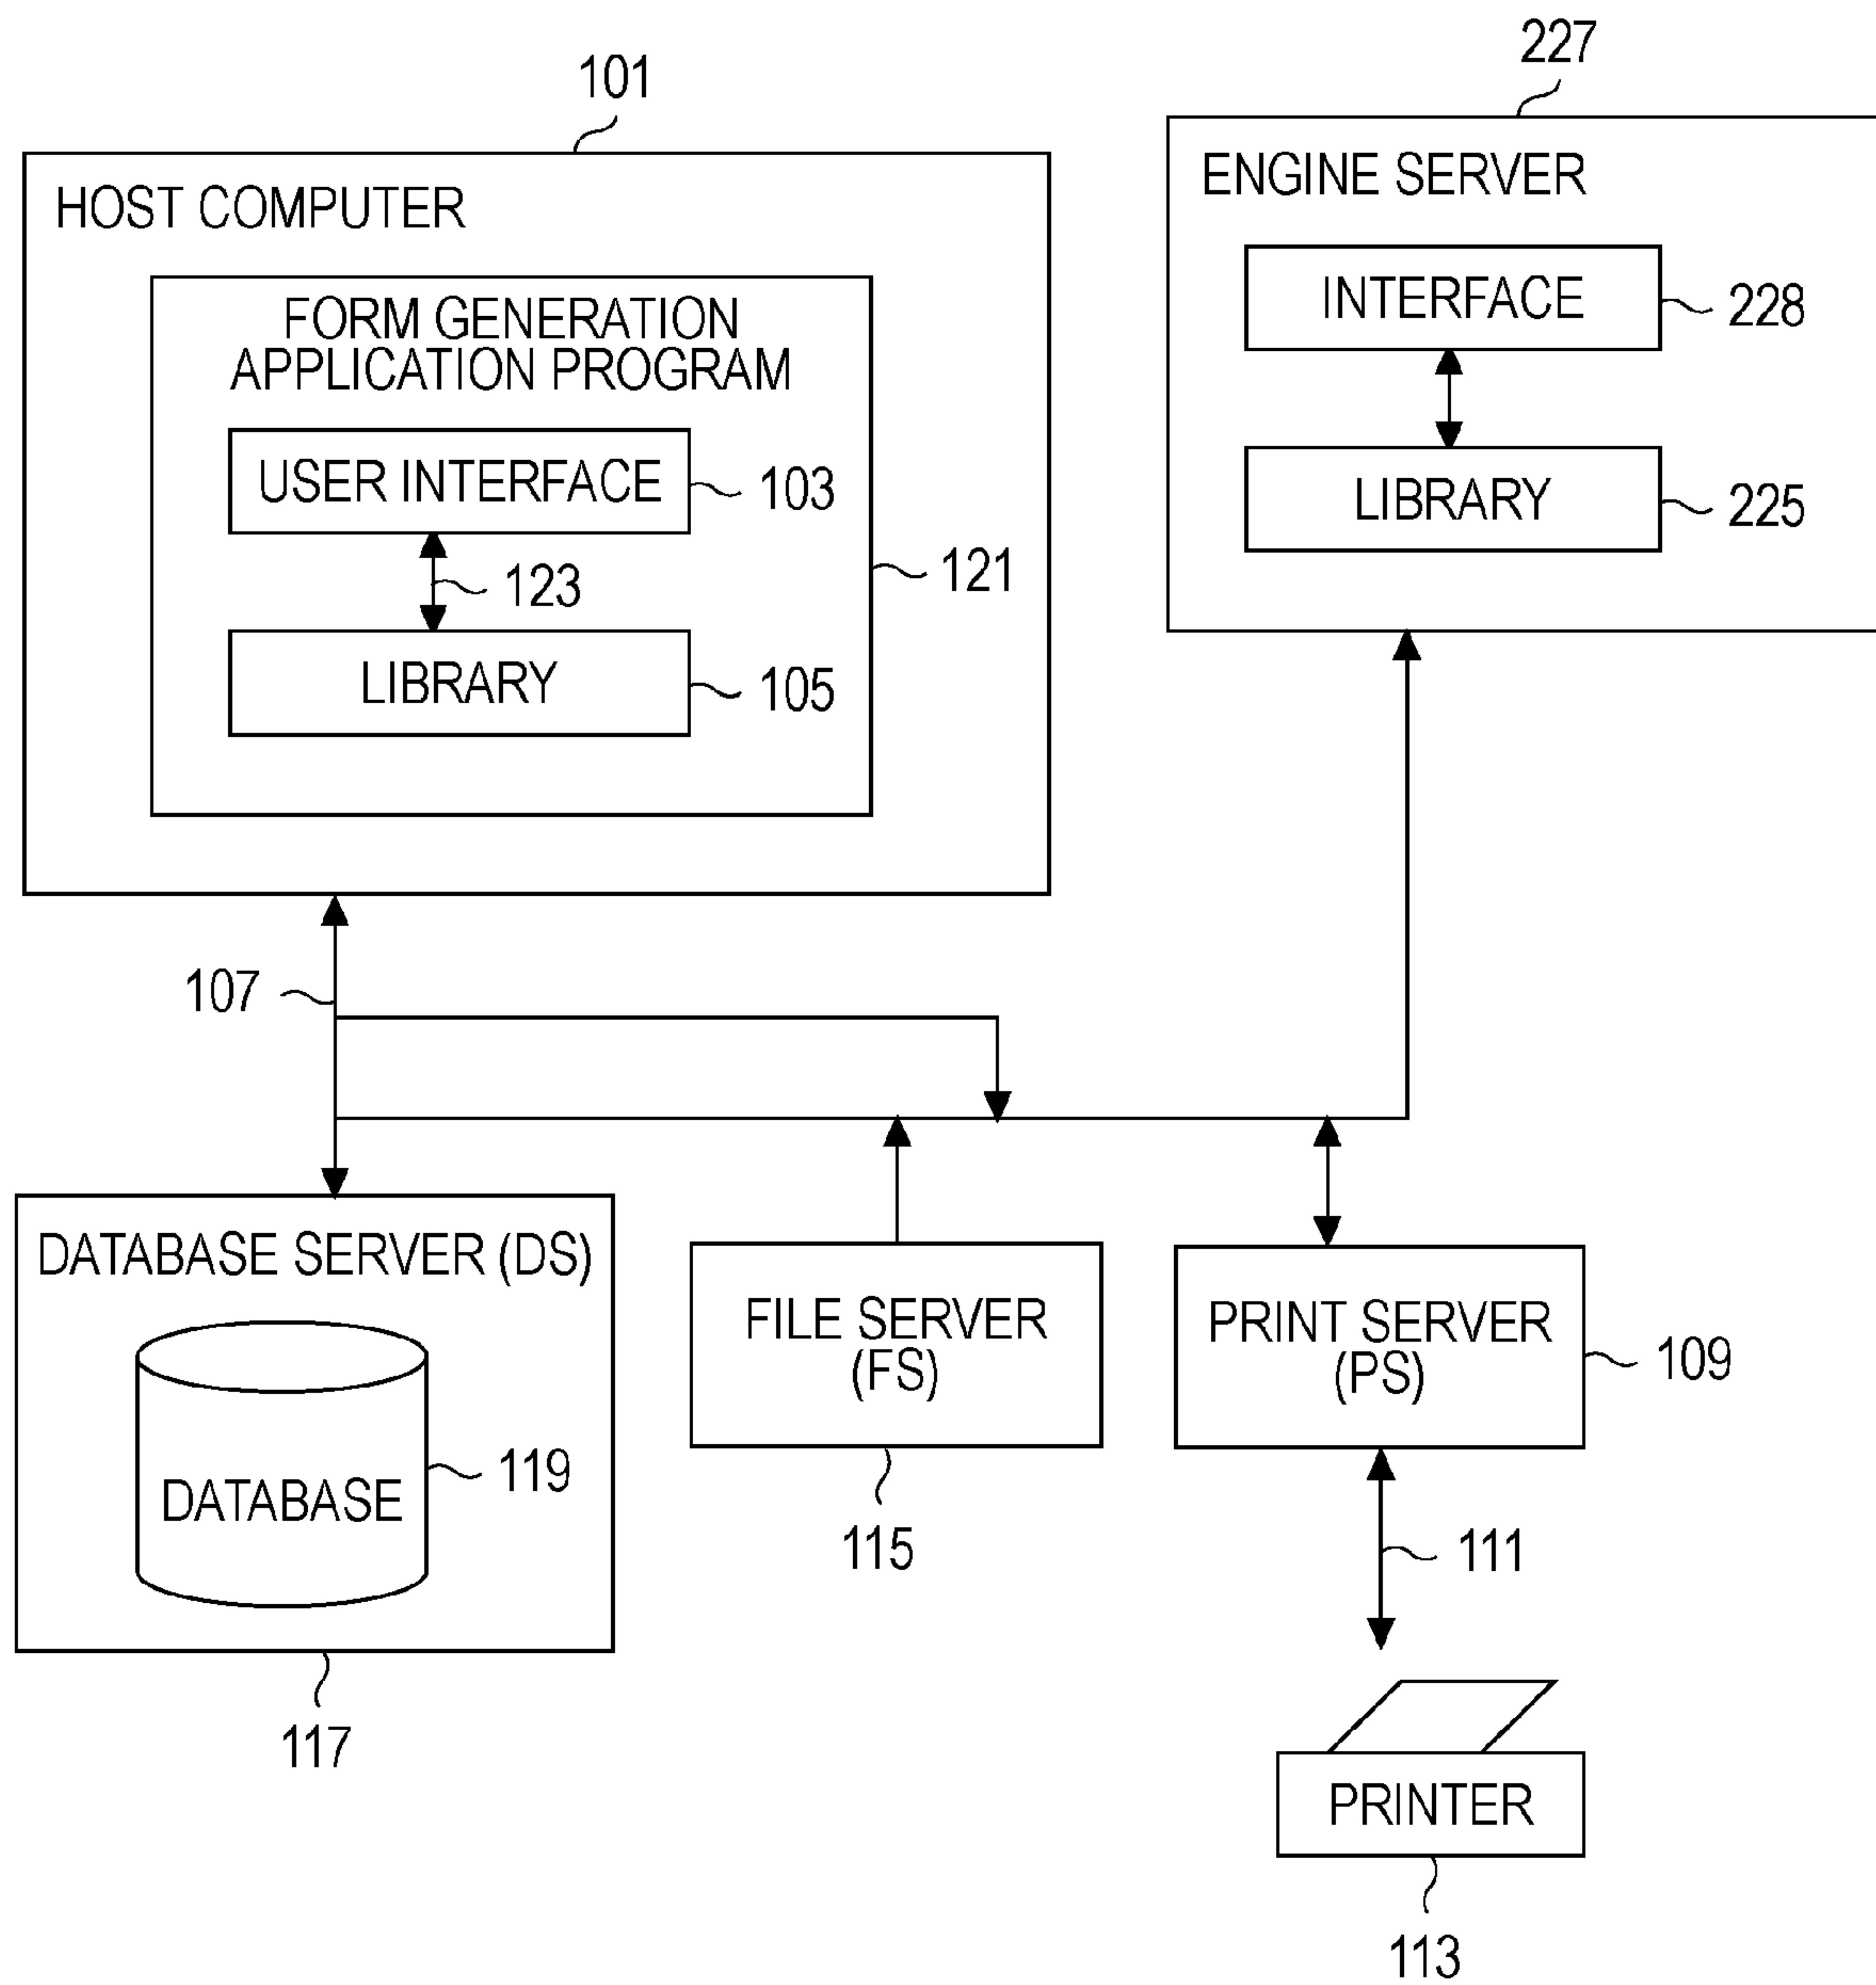 101
HOST COMPUTER
FORM GENERATION
APPLICATION PROGRAM
USER INTERFACE
103
123
121
LIBRARY
105
227
ENGINE SERVER
INTERFACE
228
LIBRARY
225
107
DATABASE SERVER (DS)
DATABASE
119
117
FILE SERVER
(FS)
115
PRINT SERVER
(PS)
109
111
PRINTER
113